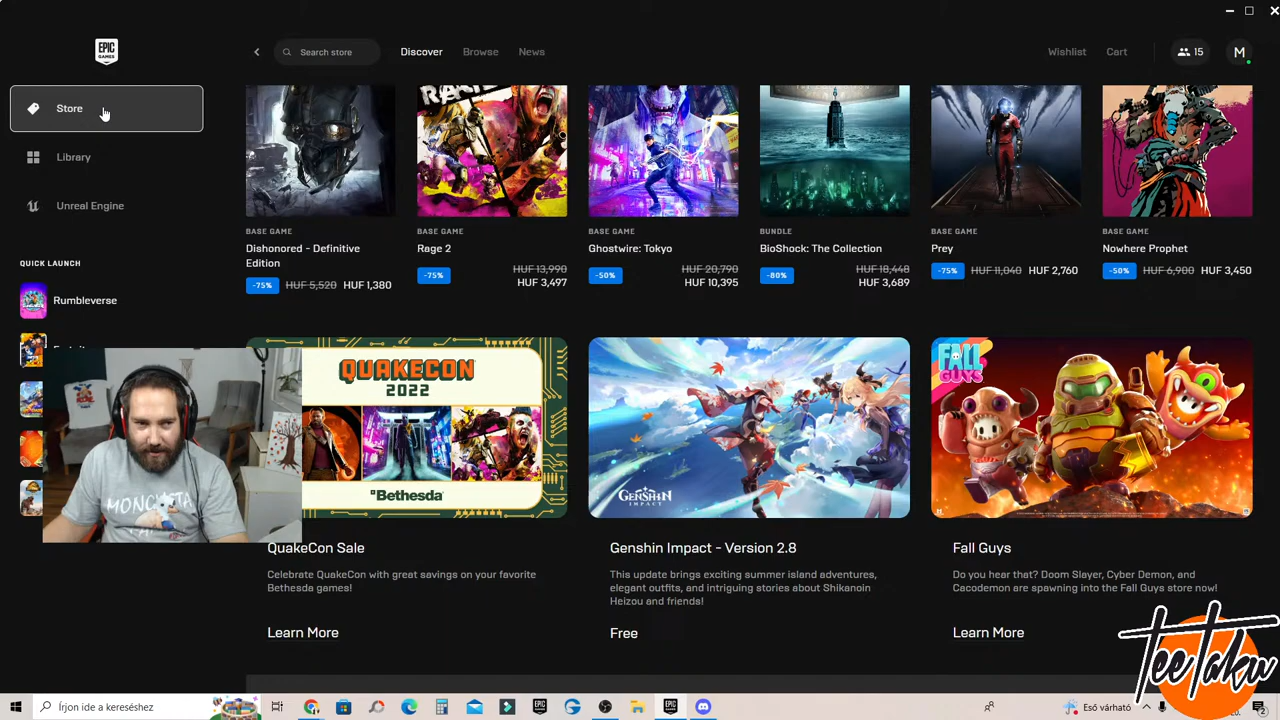 EPIC
GAMES
Search store
Discover
Browse
News
Wishlist
Cart
15
M
Store
Library
Unreal Engine
QUICK LAUNCH
Rumbleverse
BASE GAME
Dishonored - Definitive
Edition
-75% HUF 5,520 HUF 1,380
BASE GAME
Rage 2
-75% HUF 13,990
HUF 3,497
BASE GAME
Ghostwire: Tokyo
-50% HUF 20,790
HUF 10,395
BUNDLE
BioShock: The Collection
-80% HUF 18,448
HUF 3,689
BASE GAME
Prey
-75% HUF 11,040 HUF 2,760
BASE GAME
Nowhere Prophet
-50% HUF 6,900 HUF 3,450
QUAKECON
2022
Bethesda
GENSHIN
IMPACT
FALL
GUYS
QuakeCon Sale
Celebrate QuakeCon with great savings on your favorite
Bethesda games!
Learn More
Genshin Impact - Version 2.8
This update brings exciting summer island adventures,
elegant outfits, and intriguing stories about Shikanoin
Heizou and friends!
Free
Fall Guys
Do you hear that? Doom Slayer, Cyber Demon, and
Cacodemon are spawning into the Fall Guys store now!
Learn More
TeeTaku
Írjon ide a kereséshez
Eső várható
2